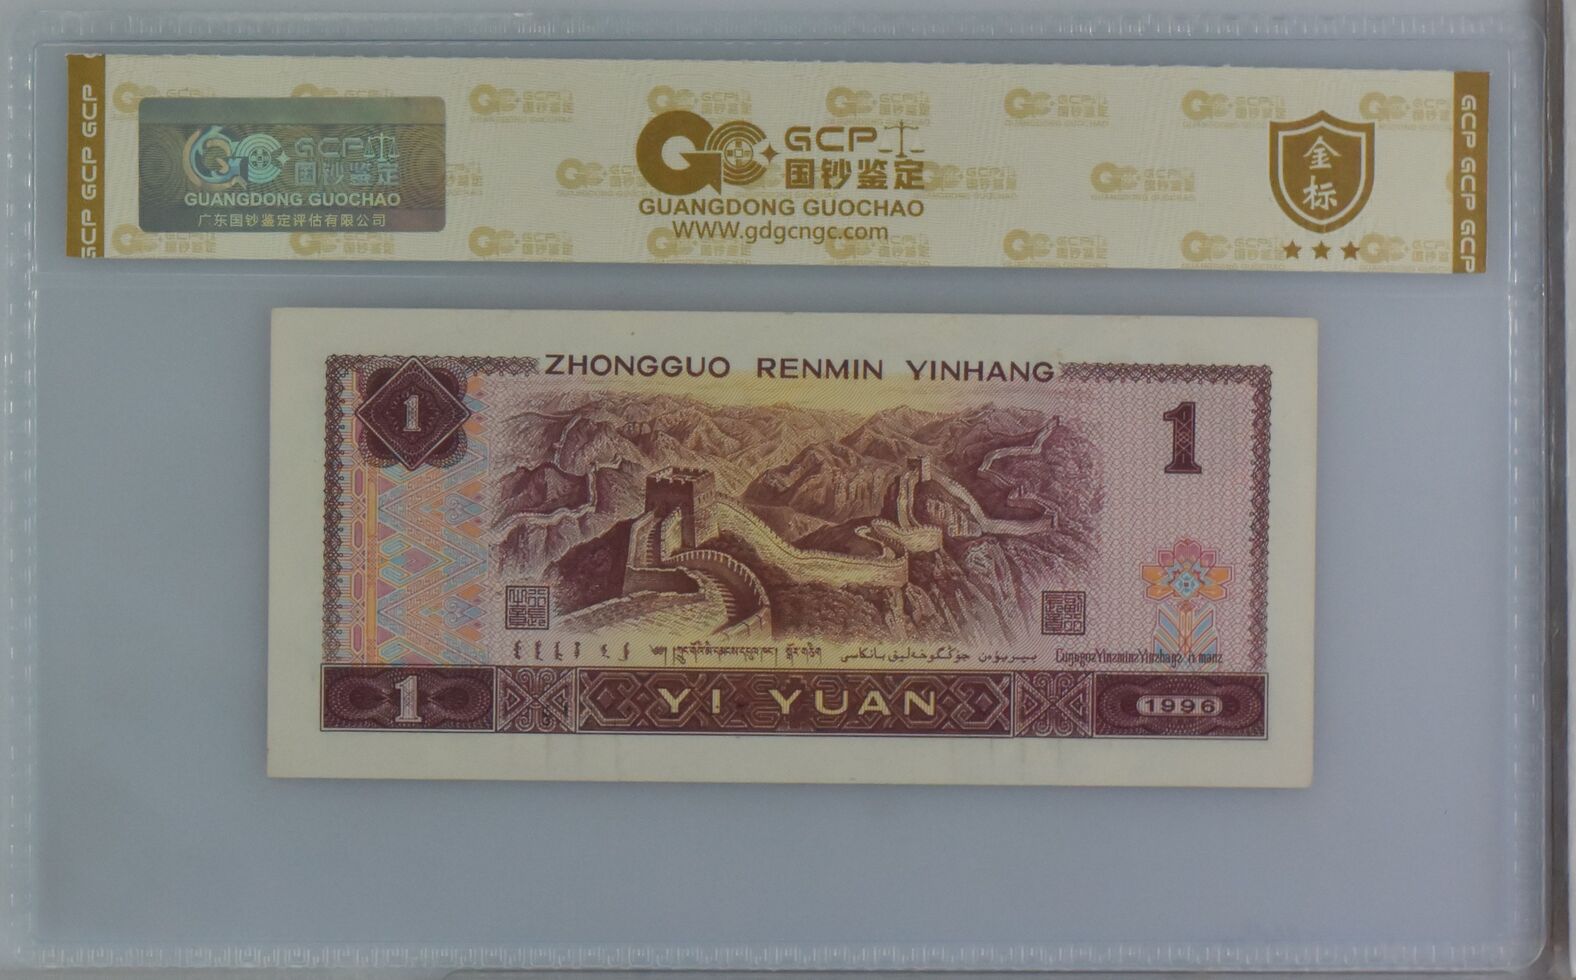 GCP GCP GCP
GCP 国钞鉴定
GUANGDONG GUOCHAO
广东国钞鉴定评估有限公司
GCP
国钞鉴定
GUANGDONG GUOCHAO
WWW.gdgcngc.com
金标
GCP GCP GCP
ZHONGGUO RENMIN YINHANG
1
1
1 YI YUAN 1996